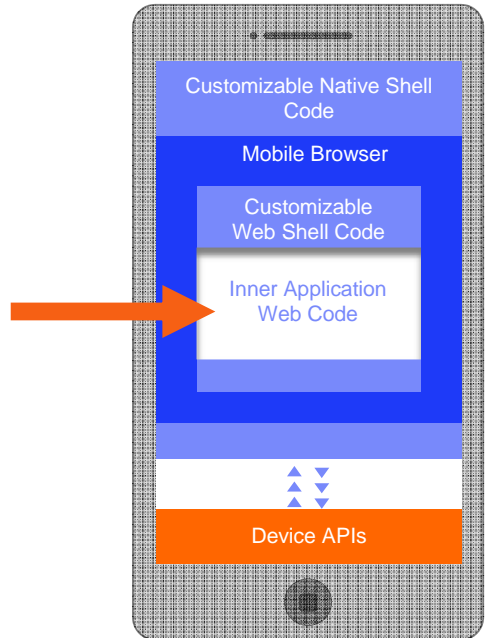 Customizable Native Shell
Code
Mobile Browser
Customizable
Web Shell Code
Inner Application
Web Code
Device APIs